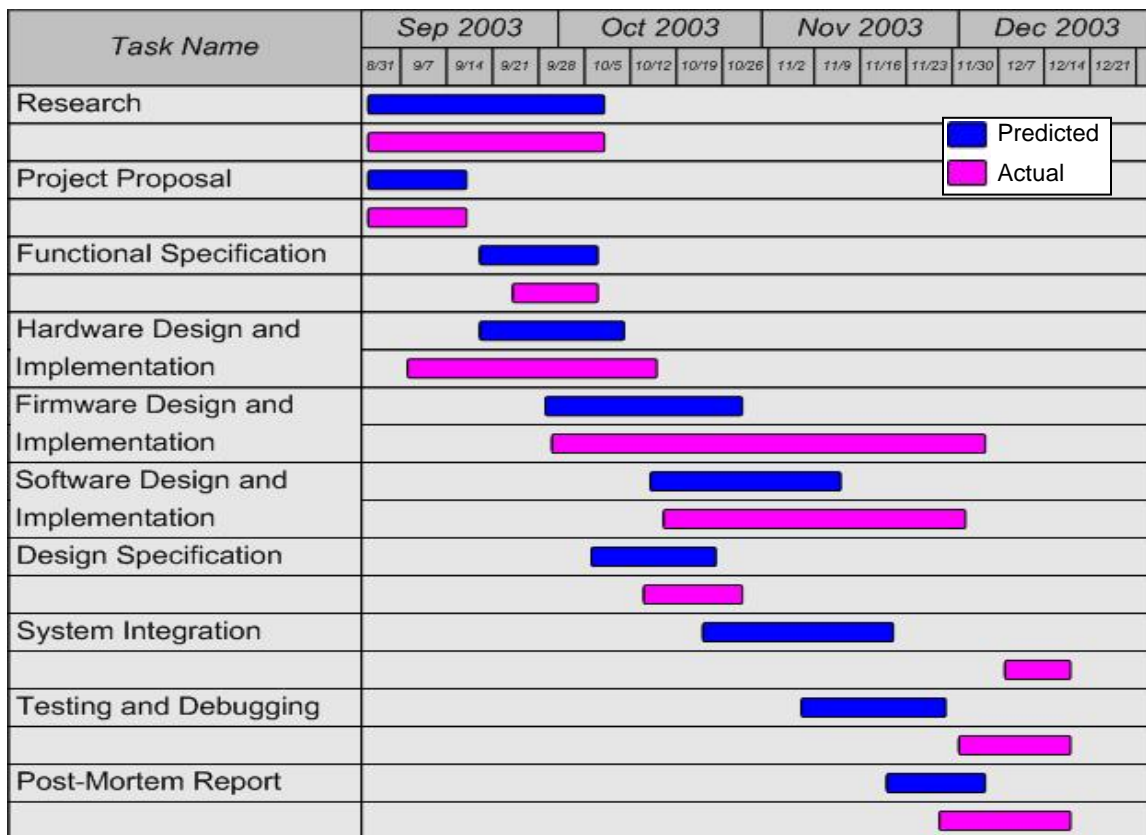 Task Name
Sep 2003 Oct 2003 Nov 2003 Dec 2003
8/31 9/7 9/14 9/21 9/28 10/5 10/12 10/19 10/26 11/2 11/9 11/16 11/23 11/30 12/7 12/14 12/21
Research
Predicted
Actual
Project Proposal
Functional Specification
Hardware Design and
Implementation
Firmware Design and
Implementation
Software Design and
Implementation
Design Specification
System Integration
Testing and Debugging
Post-Mortem Report